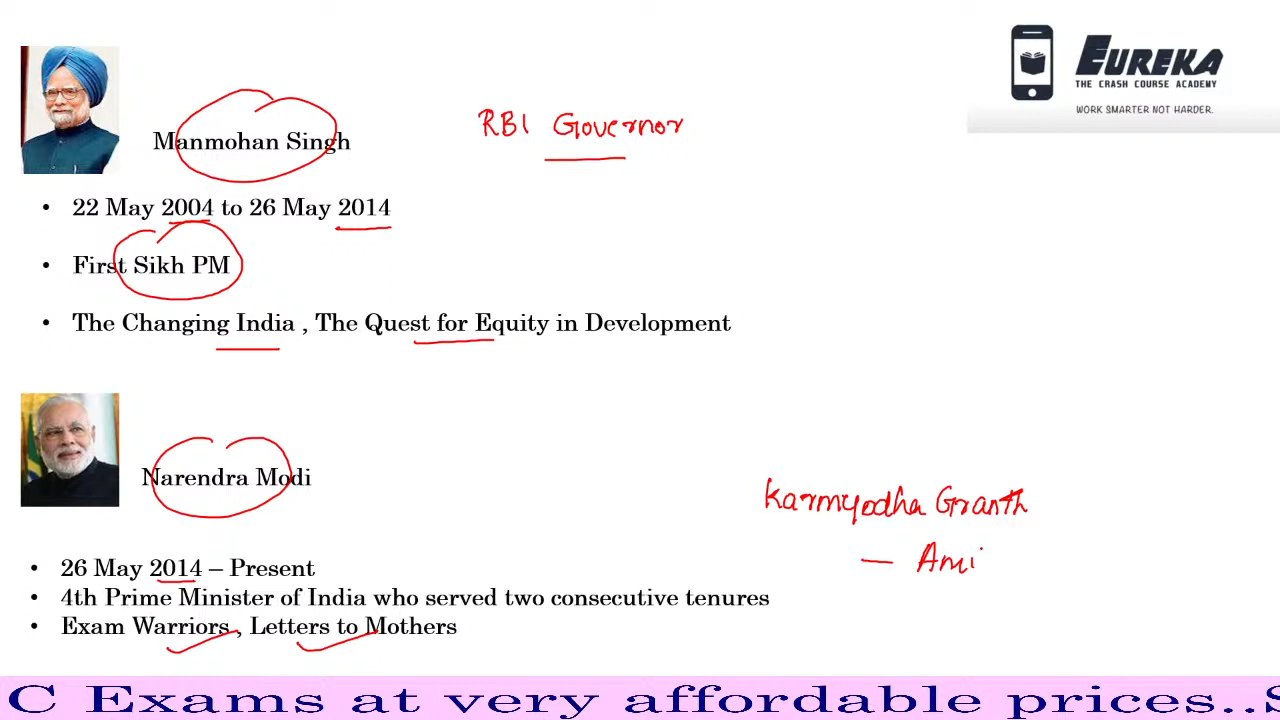 EUREKA
THE CRASH COURSE ACADEMY
WORK SMARTER NOT HARDER.
RBI Governor
Manmohan Singh
• 22 May 2004 to 26 May 2014
• First Sikh PM
• The Changing India , The Quest for Equity in Development
Narendra Modi
Karmyodha Granth
— Ami
• 26 May 2014 – Present
• 4th Prime Minister of India who served two consecutive tenures
• Exam Warriors , Letters to Mothers
C Exams at very affordable prices..S